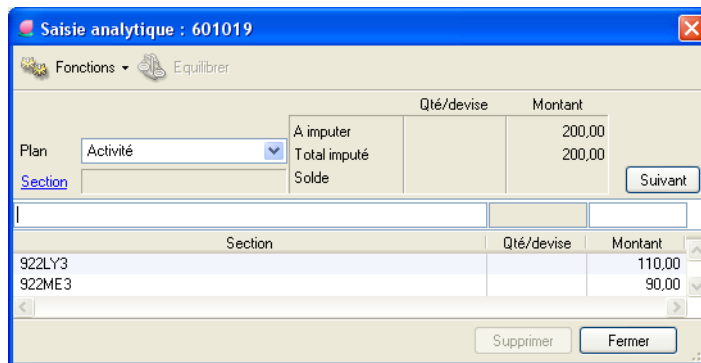 Saisie analytique : 601019
Fonctions Equilibrer
Qté/devise Montant
A imputer 200,00
Plan Activité Total imputé 200,00
Section Solde Suivant
Section Qté/devise Montant
922LY3 110,00
922ME3 90,00
Supprimer Fermer